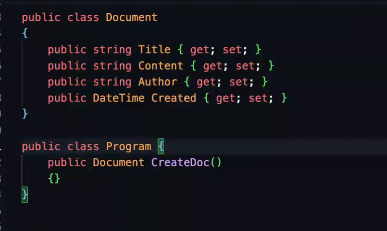 public class Document
{
public string Title { get; set; }
public string Content { get; set; }
public string Author { get; set; }
public DateTime Created { get; set; }
}
public class Program {
public Document CreateDoc()
{}
}